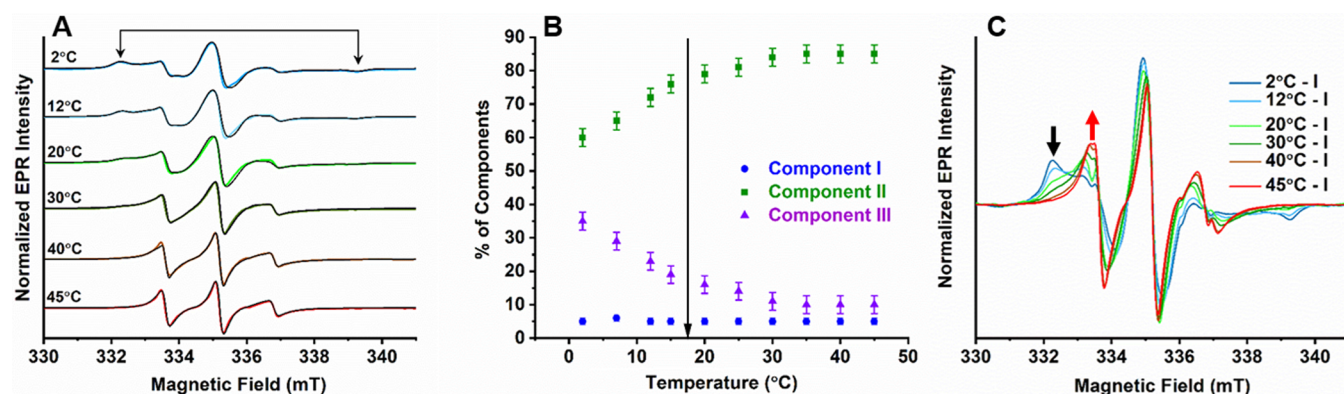 A
2°C
12°C
20°C
30°C
40°C
45°C
Normalized EPR Intensity
330 332 334 336 338 340
Magnetic Field (mT)
B
90
80
70
60
50
40
30
20
10
0
% of Components
Component I
Component II
Component III
0 10 20 30 40 50
Temperature (°C)
C
2°C - I
12°C - I
20°C - I
30°C - I
40°C - I
45°C - I
Normalized EPR Intensity
330 332 334 336 338 340
Magnetic Field (mT)